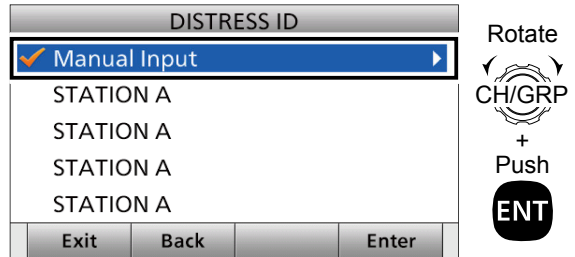 DISTRESS ID
Manual Input
STATION A
STATION A
STATION A
STATION A
Exit Back Enter
Rotate
CH/GRP
+
Push
ENT